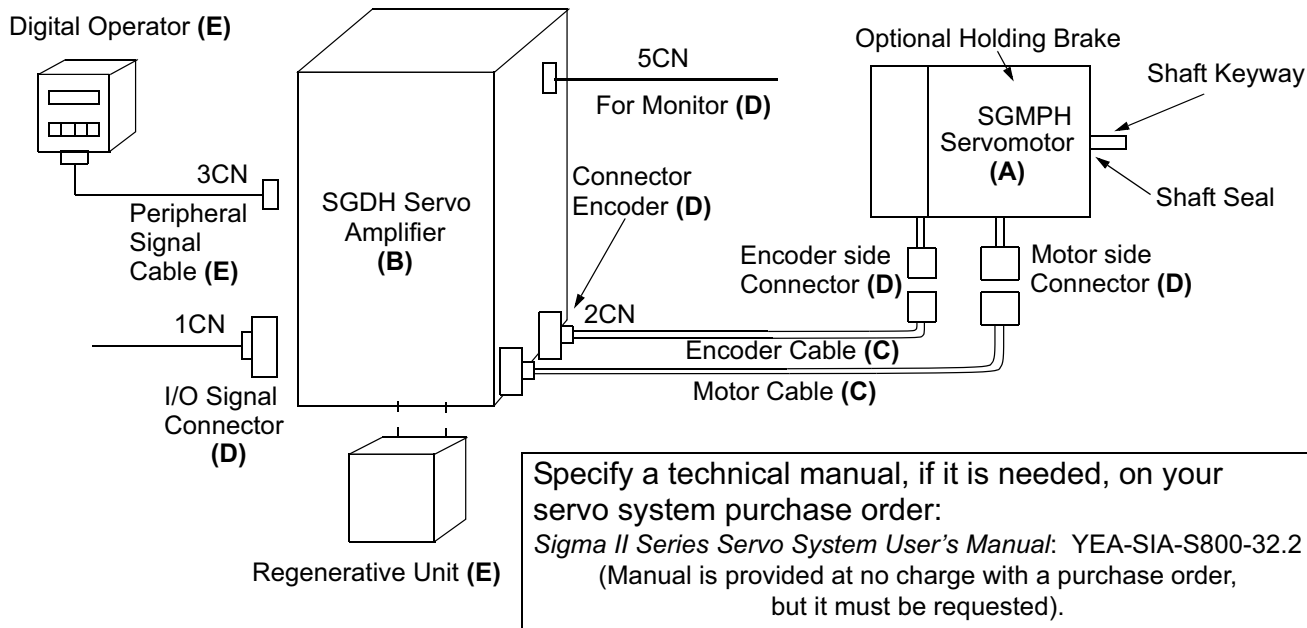 Digital Operator (E)
3CN
Peripheral
Signal
Cable (E)
1CN
I/O Signal
Connector
(D)
SGDH Servo
Amplifier
(B)
Regenerative Unit (E)
5CN
For Monitor (D)
Connector
Encoder (D)
2CN
Encoder Cable (C)
Motor Cable (C)
Optional Holding Brake
SGMPH
Servomotor
(A)
Shaft Keyway
Shaft Seal
Encoder side
Connector (D)
Motor side
Connector (D)
Specify a technical manual, if it is needed, on your
servo system purchase order:
Sigma II Series Servo System User's Manual: YEA-SIA-S800-32.2
(Manual is provided at no charge with a purchase order,
but it must be requested).